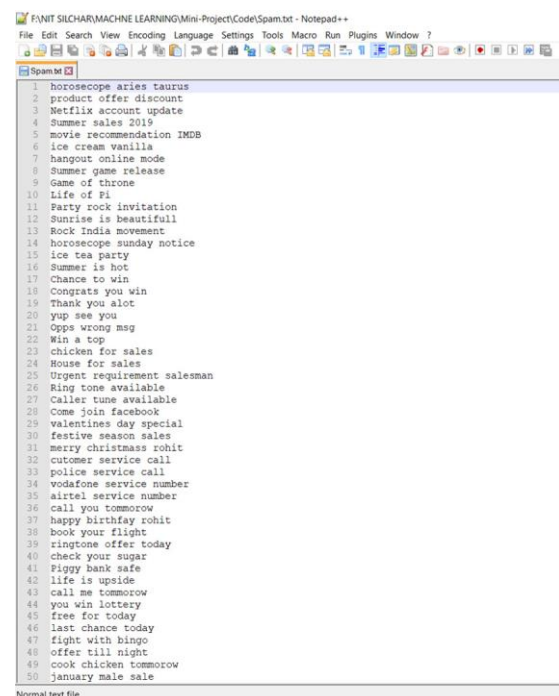 F:\NIT SILCHAR\MACHNE LEARNING\Mini-Project\Code\Spam.txt - Notepad++
File Edit Search View Encoding Language Settings Tools Macro Run Plugins Window ?
Spam.txt
1 horosecope aries taurus
2 product offer discount
3 Netflix account update
4 Summer sales 2019
5 movie recommendation IMDB
6 ice cream vanilla
7 hangout online mode
8 Summer game release
9 Game of throne
10 Life of Pi
11 Party rock invitation
12 Sunrise is beautifull
13 Rock India movement
14 horosecope sunday notice
15 ice tea party
16 Summer is hot
17 Chance to win
18 Congrats you win
19 Thank you alot
20 yup see you
21 Opps wrong msg
22 Win a top
23 chicken for sales
24 House for sales
25 Urgent requirement salesman
26 Ring tone available
27 Caller tune available
28 Come join facebook
29 valentines day special
30 festive season sales
31 merry christmass rohit
32 cutomer service call
33 police service call
34 vodafone service number
35 airtel service number
36 call you tommorow
37 happy birthfay rohit
38 book your flight
39 ringtone offer today
40 check your sugar
41 Piggy bank safe
42 life is upside
43 call me tommorow
44 you win lottery
45 free for today
46 last chance today
47 fight with bingo
48 offer till night
49 cook chicken tommorow
50 january male sale
Normal text file